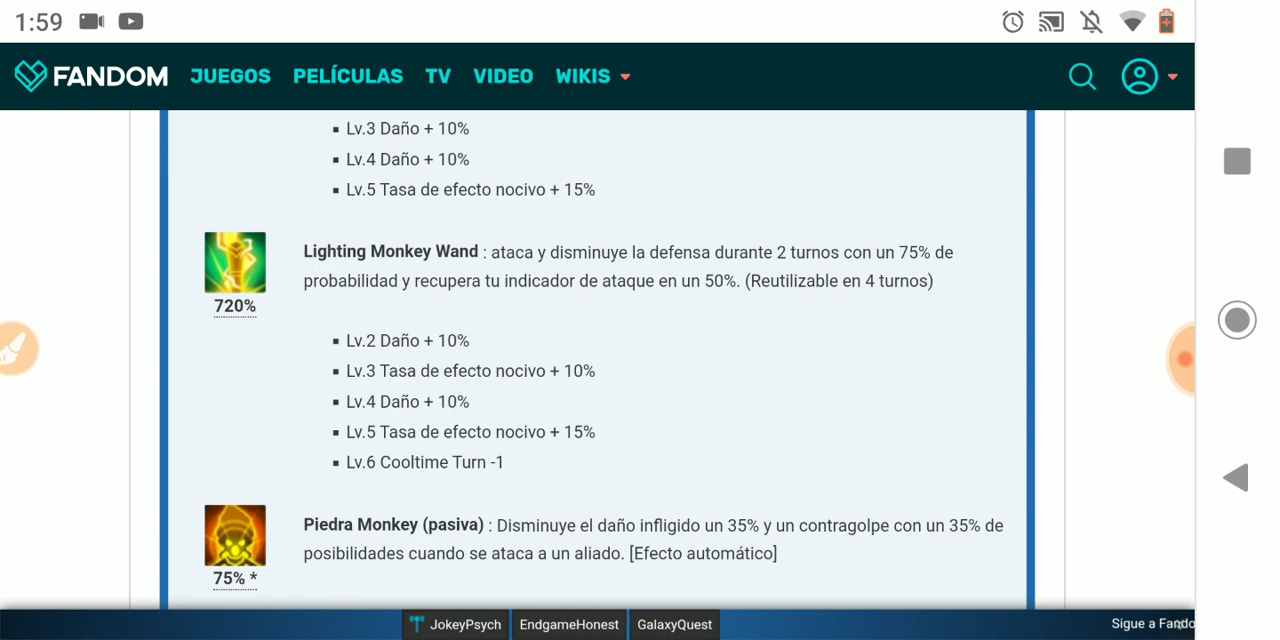 1:59
FANDOM JUEGOS PELÍCULAS TV VIDEO WIKIS
Lv.3 Daño + 10%
Lv.4 Daño + 10%
Lv.5 Tasa de efecto nocivo + 15%
Lighting Monkey Wand : ataca y disminuye la defensa durante 2 turnos con un 75% de
probabilidad y recupera tu indicador de ataque en un 50%. (Reutilizable en 4 turnos)
720%
Lv.2 Daño + 10%
Lv.3 Tasa de efecto nocivo + 10%
Lv.4 Daño + 10%
Lv.5 Tasa de efecto nocivo + 15%
Lv.6 Cooltime Turn -1
Piedra Monkey (pasiva) : Disminuye el daño infligido un 35% y un contragolpe con un 35% de
posibilidades cuando se ataca a un aliado. [Efecto automático]
75% *
JokeyPsych EndgameHonest GalaxyQuest Sigue a Fando